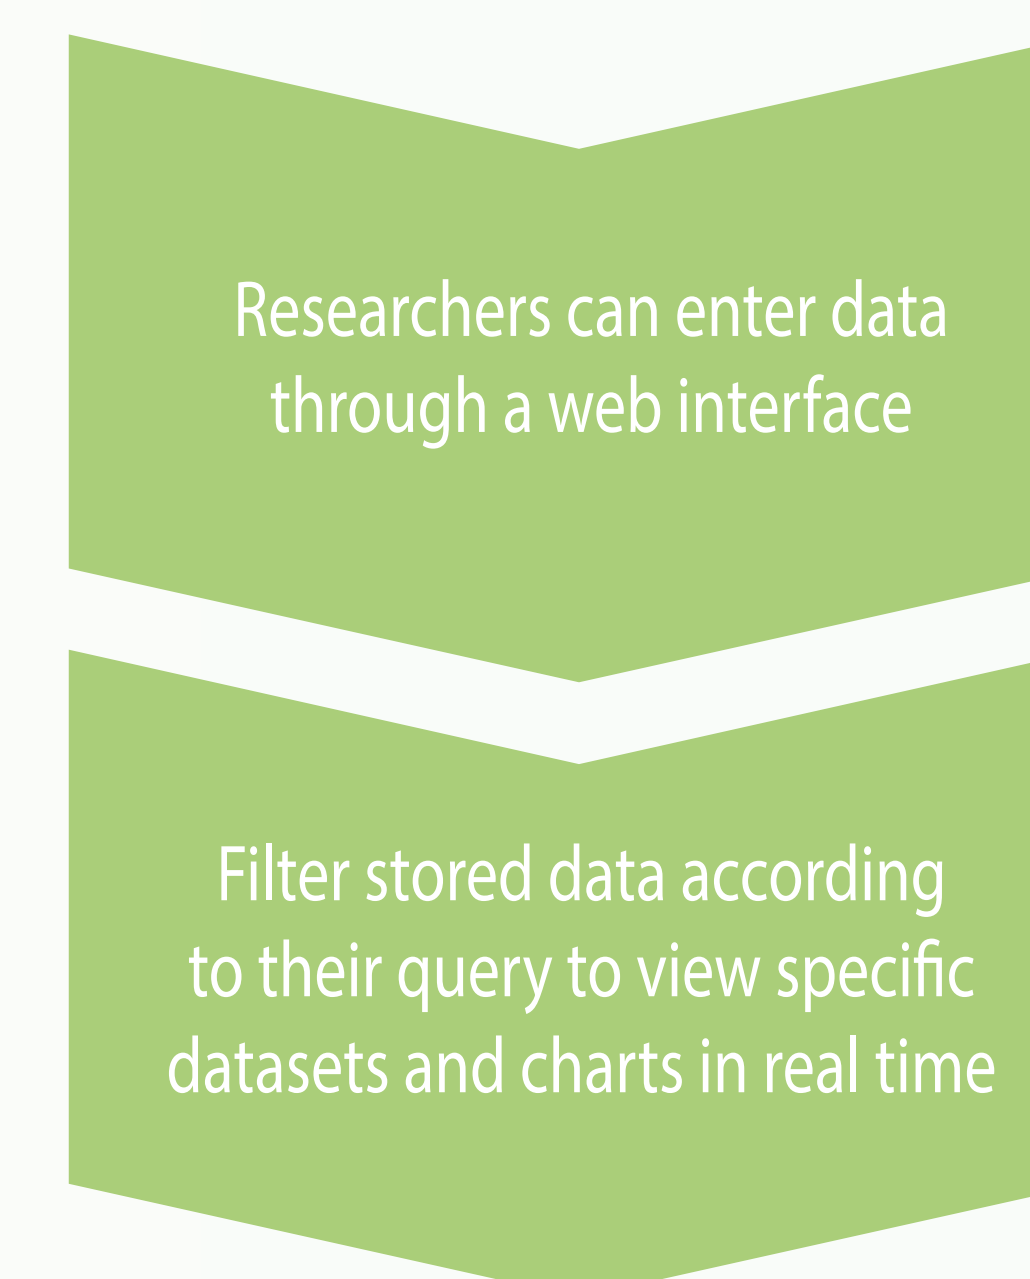 Researchers can enter data
through a web interface
Filter stored data according
to their query to view specific
datasets and charts in real time